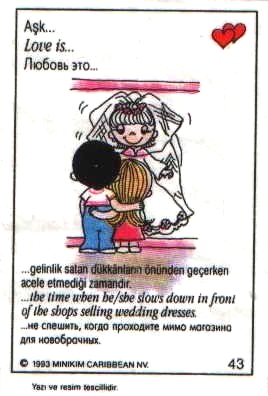 Aşk...
Love is...
Любовь это...
...gelinlik satan dükkânların önünden geçerken
acele etmediği zamandır.
...the time when he/she slows down in front
of the shops selling wedding dresses.
...не спешить, когда проходите мимо магазина
для новобрачных.
© 1993 MINIKIM CARIBBEAN NV. 43
Yazı ve resim tescillidir.